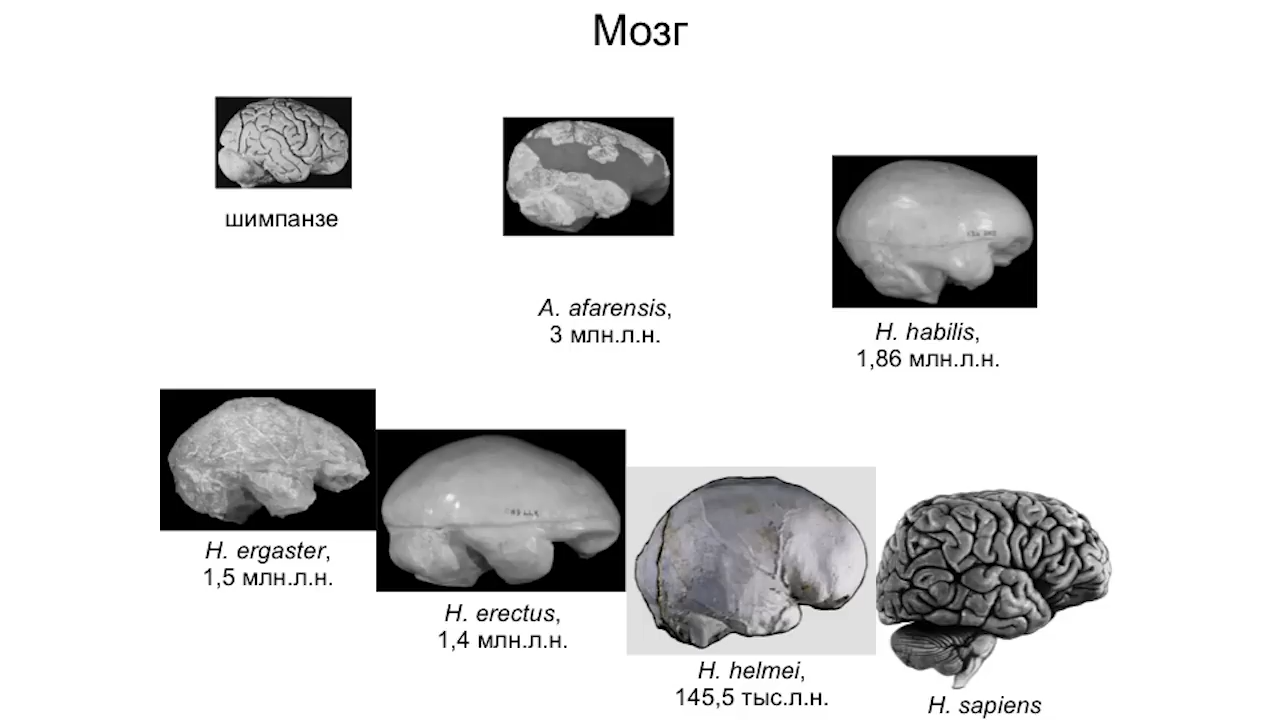 Мозг
шимпанзе
A. afarensis,
3 млн.л.н.
H. habilis,
1,86 млн.л.н.
H. ergaster,
1,5 млн.л.н.
H. erectus,
1,4 млн.л.н.
H. helmei,
145,5 тыс.л.н.
H. sapiens